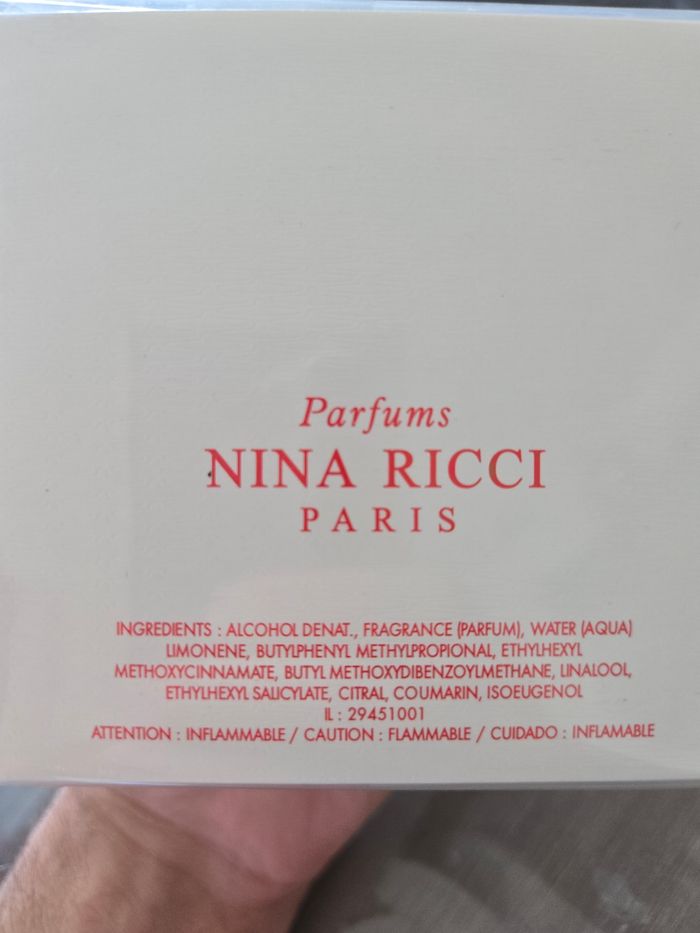 Parfums
NINA RICCI
PARIS
INGREDIENTS : ALCOHOL DENAT., FRAGRANCE (PARFUM), WATER (AQUA)
LIMONENE, BUTYLPHENYL METHYLPROPIONAL, ETHYLHEXYL
METHOXYCINNAMATE, BUTYL METHOXYDIBENZOYLMETHANE, LINALOOL,
ETHYLHEXYL SALICYLATE, CITRAL, COUMARIN, ISOEUGENOL
IL : 29451001
ATTENTION : INFLAMMABLE / CAUTION : FLAMMABLE / CUIDADO : INFLAMABLE